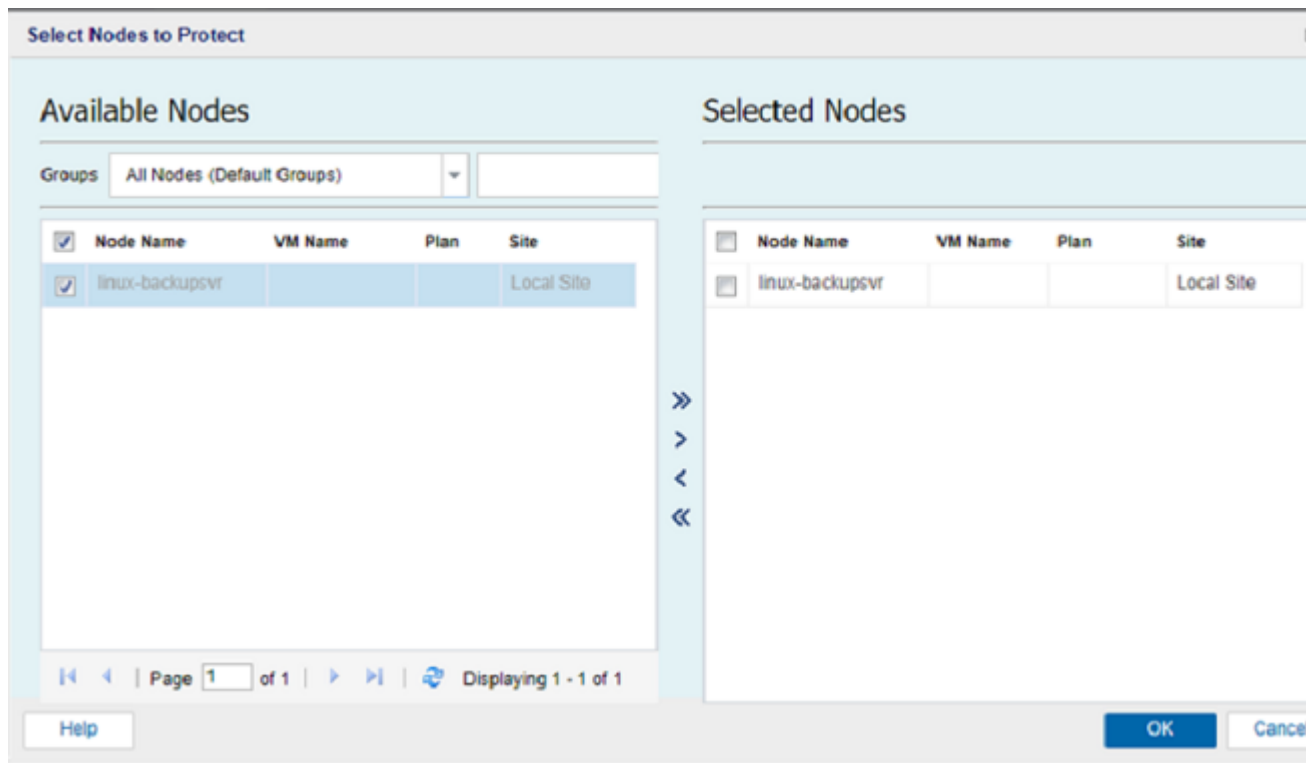 Select Nodes to Protect
Available Nodes
Selected Nodes
Groups All Nodes (Default Groups)
Node Name VM Name Plan Site
linux-backupsvr Local Site
Node Name VM Name Plan Site
linux-backupsvr Local Site
Page 1 of 1 Displaying 1 - 1 of 1
Help
OK
Cancel